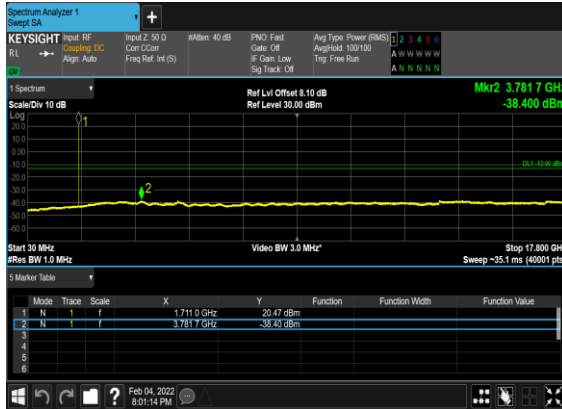 Spectrum Analyzer 1
Swept SA
+
KEYSIGHT Input: RF Input Z: 50 Ω #Atten: 40 dB PNO: Fast Avg Type: Power (RMS) 1 2 3 4 5 6
RL Coupling: DC Corr CCorr Gate: Off Avg|Hold: 100/100 A W W W W W
Align: Auto Freq Ref: Int (S) IF Gain: Low Trig: Free Run
LU Sig Track: Off A N N N N N
1 Spectrum Ref Lvl Offset 8.10 dB Mkr2 3.781 7 GHz
Scale/Div 10 dB Ref Level 30.00 dBm -38.400 dBm
Log
20.0
10.0
0.00
-10.0
-20.0
-30.0
-40.0
-50.0
-60.0
1
2
DL1 -13.00 dB
Start 30 MHz Video BW 3.0 MHz* Stop 17.800 GH
#Res BW 1.0 MHz Sweep ~35.1 ms (40001 pts
5 Marker Table
Mode Trace Scale X Y Function Function Width Function Value
1 N 1 f 1.711 0 GHz 20.47 dBm
2 N 1 f 3.781 7 GHz -38.40 dBm
3
4
5
6
? Feb 04, 2022
8:01:14 PM